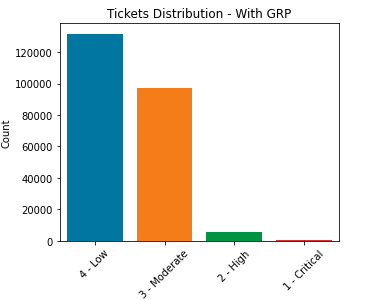 Tickets Distribution - With GRP
Count
120000
100000
80000
60000
40000
20000
0
4 - Low
3 - Moderate
2 - High
1 - Critical